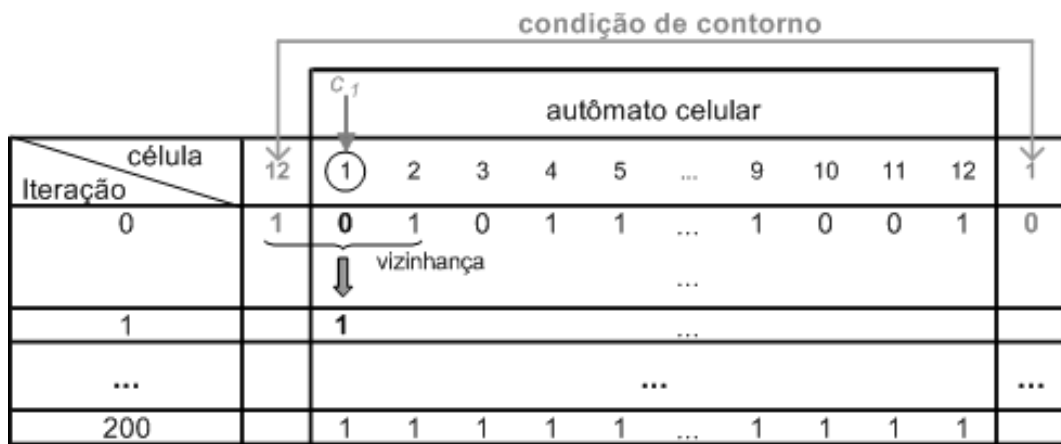 condição de contorno
c1
autômato celular
célula
Iteração
12 1 2 3 4 5 ... 9 10 11 12 1
0 1 0 1 0 1 1 ... 1 0 0 1 0
vizinhança
...
1 1 ...
... ... ...
200 1 1 1 1 1 ... 1 1 1 1